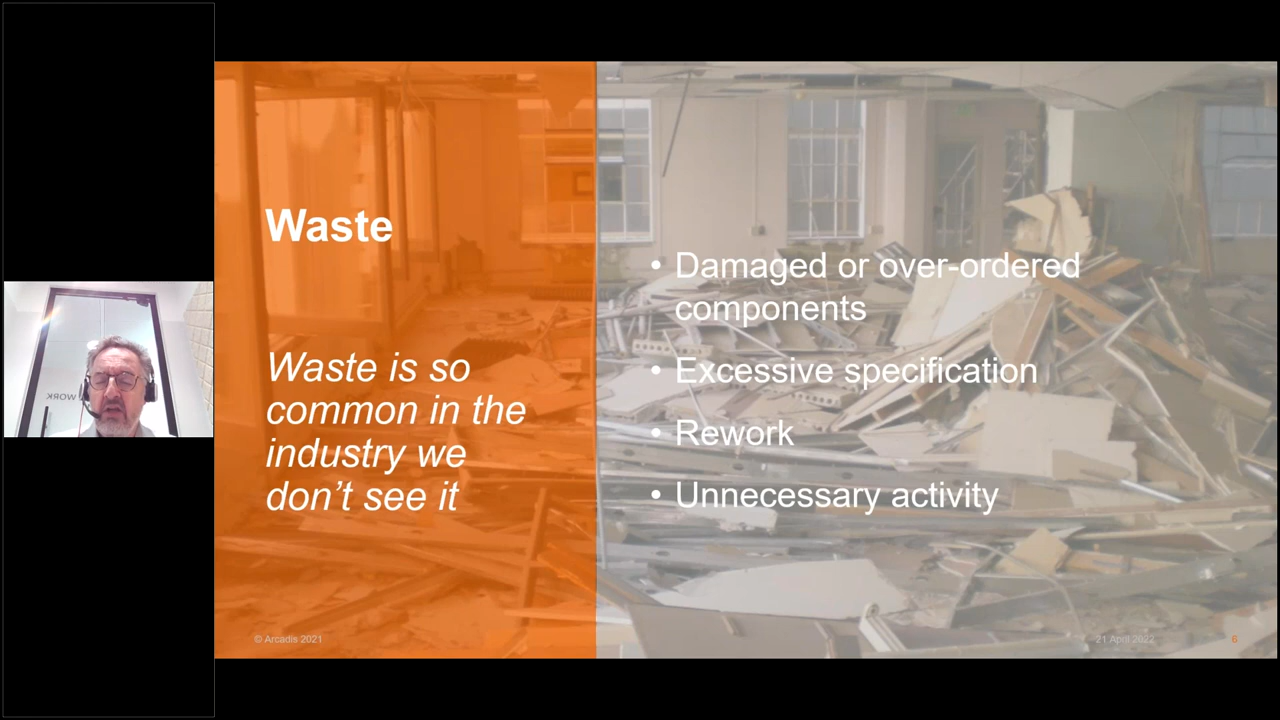 Waste
Waste is so
common in the
industry we
don’t see it
• Damaged or over-ordered
components
• Excessive specification
• Rework
• Unnecessary activity
WORK
© Arcadis 2021
21 April 2022
6